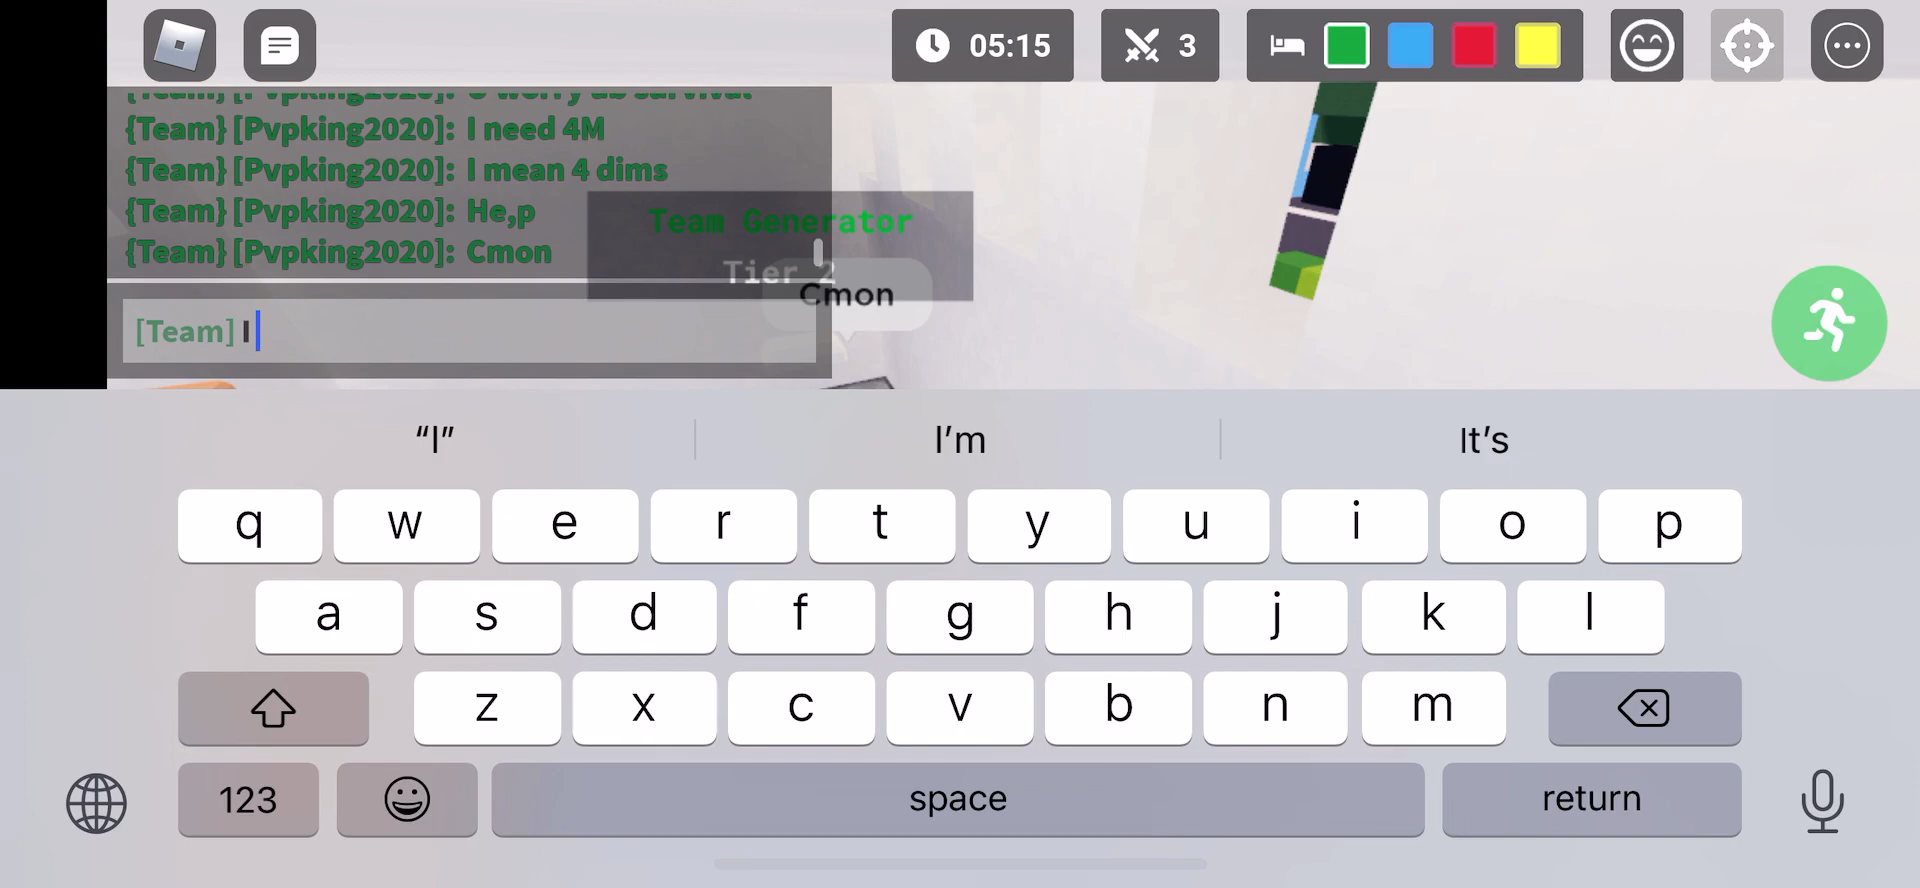 05:15
3
{Team} [Pvpking2020]: I need 4M
{Team} [Pvpking2020]: I mean 4 dims
{Team} [Pvpking2020]: He,p
{Team} [Pvpking2020]: Cmon
Team Generator
Tier 2
Cmon
[Team] I
“I” I’m It’s
q w e r t y u i o p
a s d f g h j k l
z x c v b n m
123 space return